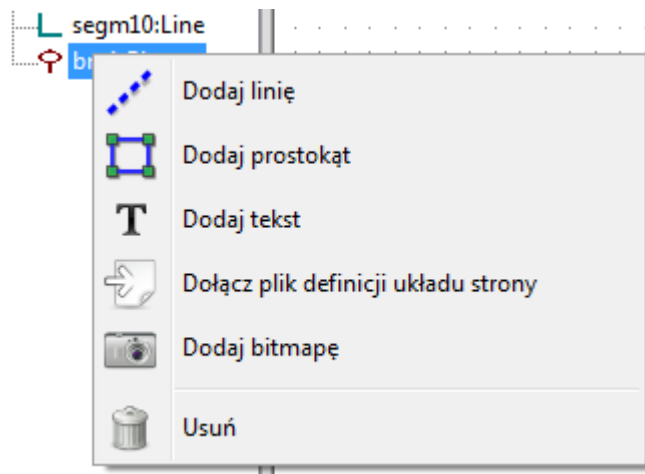 segm10:Line
Dodaj linię
Dodaj prostokąt
Dodaj tekst
Dołącz plik definicji układu strony
Dodaj bitmapę
Usuń